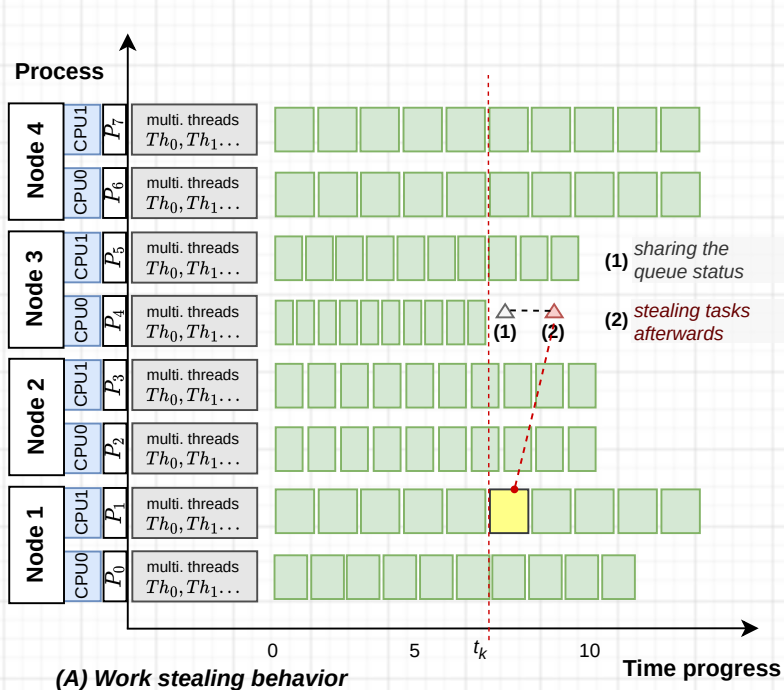 Process
Node 4
CPU1
P₇
multi. threads
Th₀, Th₁...
CPU0
P₆
multi. threads
Th₀, Th₁...
Node 3
CPU1
P₅
multi. threads
Th₀, Th₁...
(1) sharing the
queue status
CPU0
P₄
multi. threads
Th₀, Th₁...
(1)
(2)
(2) stealing tasks
afterwards
Node 2
CPU1
P₃
multi. threads
Th₀, Th₁...
CPU0
P₂
multi. threads
Th₀, Th₁...
Node 1
CPU1
P₁
multi. threads
Th₀, Th₁...
CPU0
P₀
multi. threads
Th₀, Th₁...
0 5 tₖ 10
Time progress
(A) Work stealing behavior